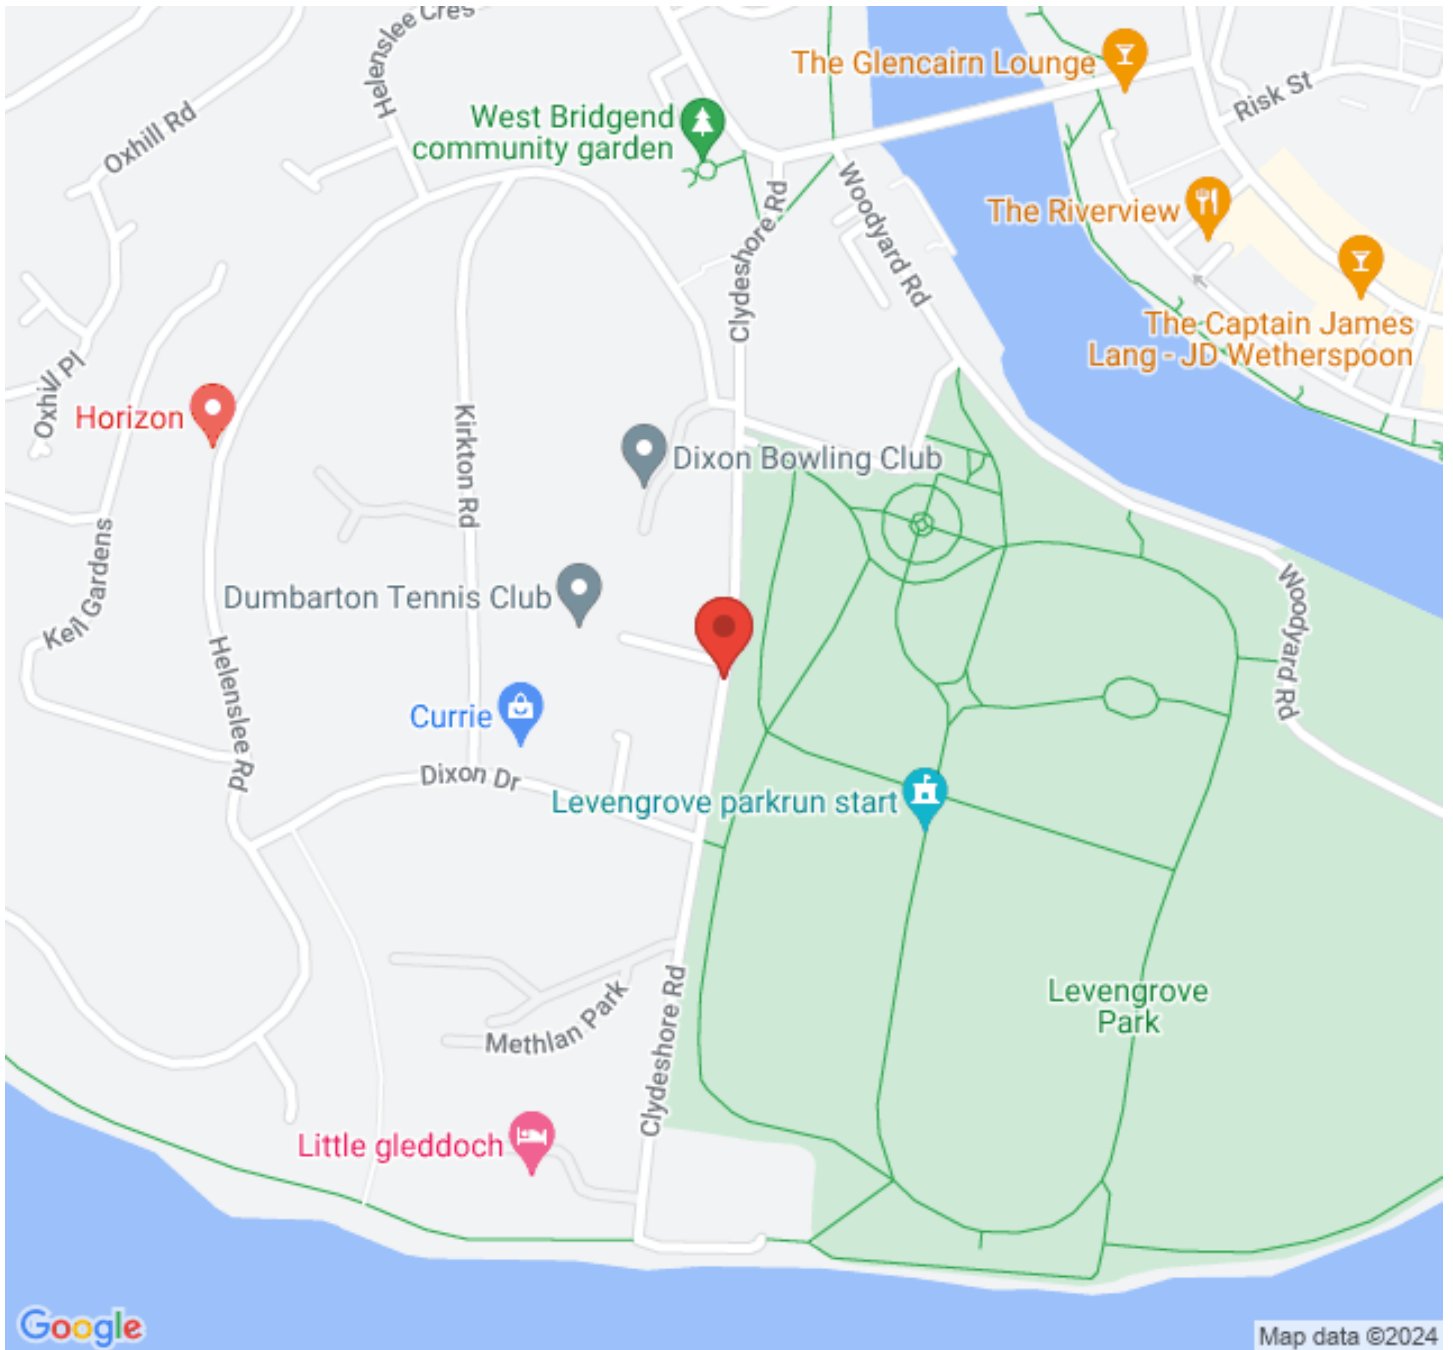 Helenslee Cres
The Glencairn Lounge
Risk St
Oxhill Rd
West Bridgend
community garden
Woodyard Rd
The Riverview
Clydeshore Rd
The Captain James
Lang - JD Wetherspoon
Oxhill Pl
Horizon
Kirkton Rd
Dixon Bowling Club
Keil Gardens
Dumbarton Tennis Club
Woodyard Rd
Helenslee Rd
Currie
Dixon Dr
Levengrove parkrun start
Levengrove
Park
Methlan Park
Clydeshore Rd
Little gleddoch
Google
Map data ©2024